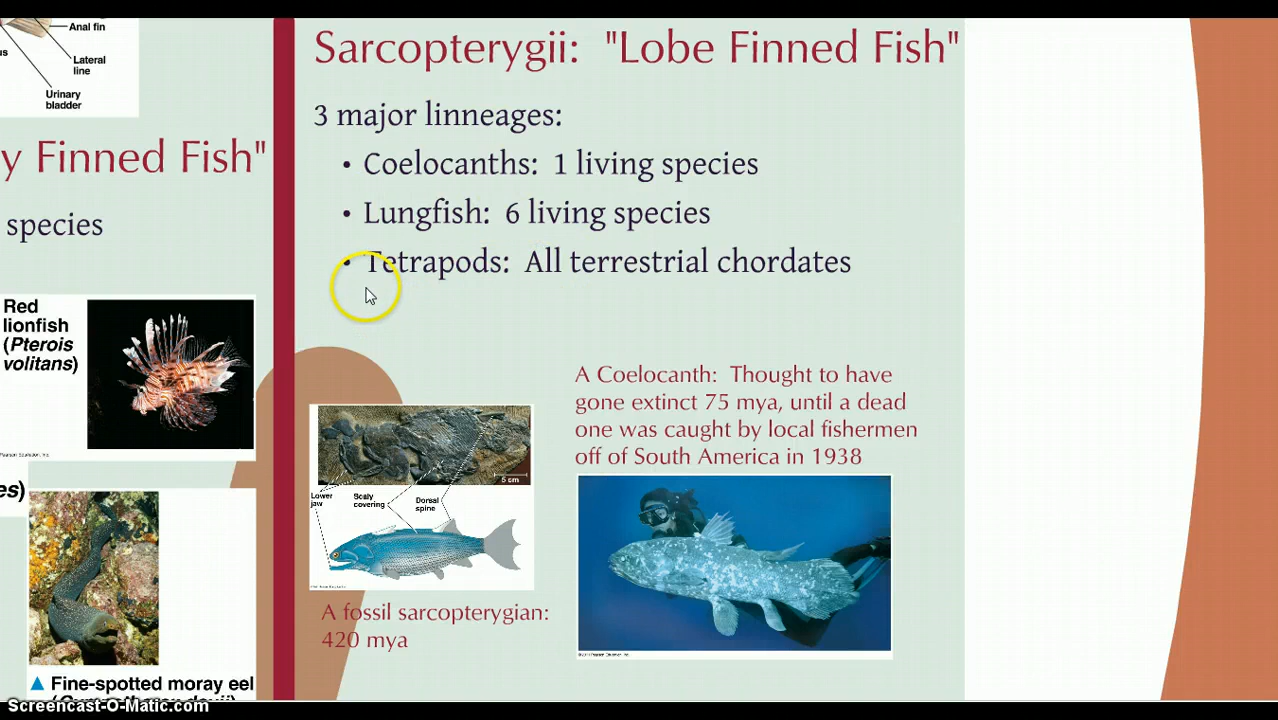 Anal fin
Lateral
line
Urinary
bladder
y Finned Fish"
species
Red
lionfish
(Pterois
volitans)
es)
Fine-spotted moray eel
Sarcopterygii: "Lobe Finned Fish"
3 major linneages:
• Coelocanths: 1 living species
• Lungfish: 6 living species
• Tetrapods: All terrestrial chordates
5 cm
Lower
jaw
Scaly
covering
Dorsal
spine
A fossil sarcopterygian:
420 mya
A Coelocanth: Thought to have
gone extinct 75 mya, until a dead
one was caught by local fishermen
off of South America in 1938
Screencast-O-Matic.com